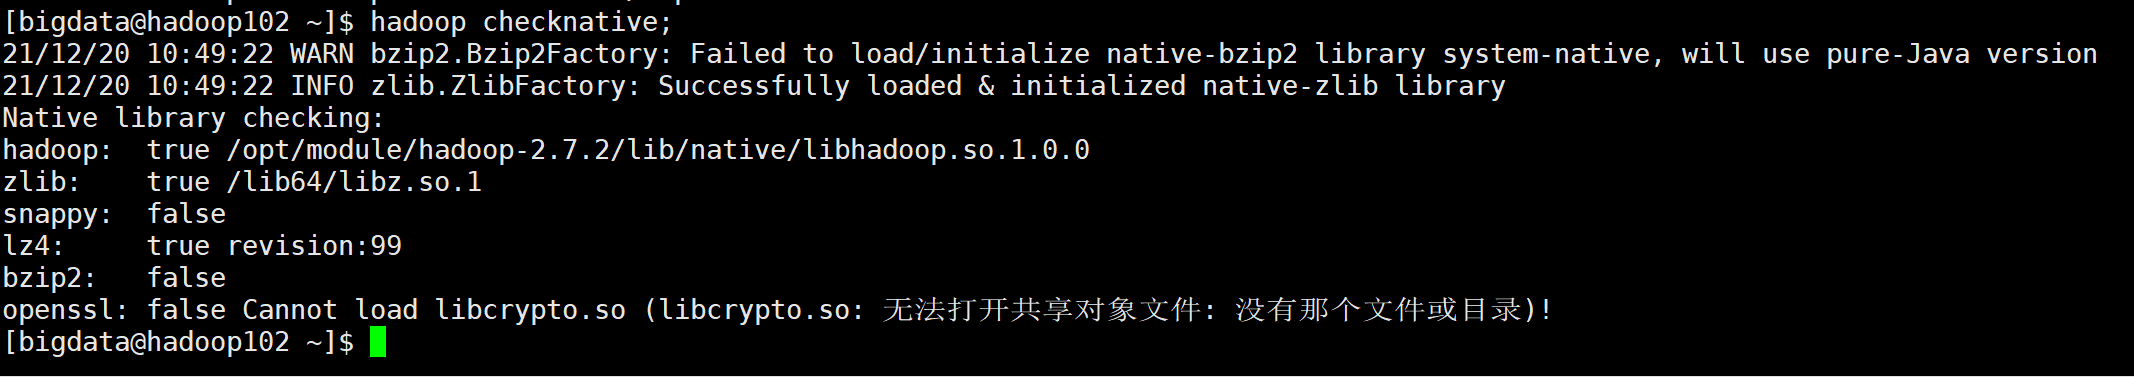 [bigdata@hadoop102 ~]$ hadoop checknative;
21/12/20 10:49:22 WARN bzip2.Bzip2Factory: Failed to load/initialize native-bzip2 library system-native, will use pure-Java version
21/12/20 10:49:22 INFO zlib.ZlibFactory: Successfully loaded & initialized native-zlib library
Native library checking:
hadoop:  true /opt/module/hadoop-2.7.2/lib/native/libhadoop.so.1.0.0
zlib:    true /lib64/libz.so.1
snappy:  false
lz4:     true revision:99
bzip2:   false
openssl: false Cannot load libcrypto.so (libcrypto.so: 无法打开共享对象文件: 没有那个文件或目录)!
[bigdata@hadoop102 ~]$